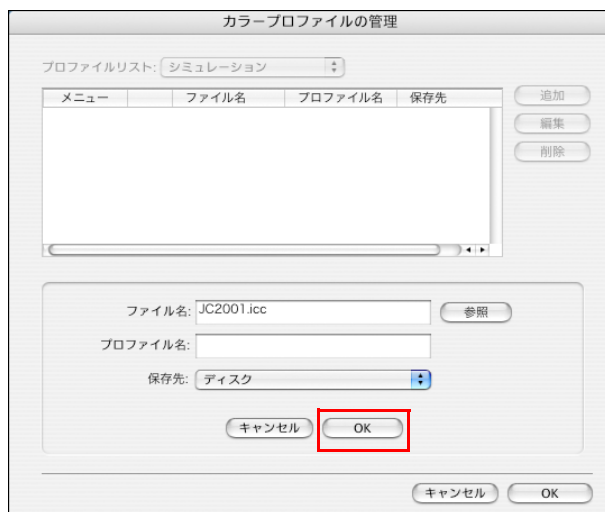 カラープロファイルの管理
プロファイルリスト: シミュレーション
メニュー ファイル名 プロファイル名 保存先
追加
編集
削除
ファイル名: JC2001.icc 参照
プロファイル名:
保存先: ディスク
キャンセル OK
キャンセル OK